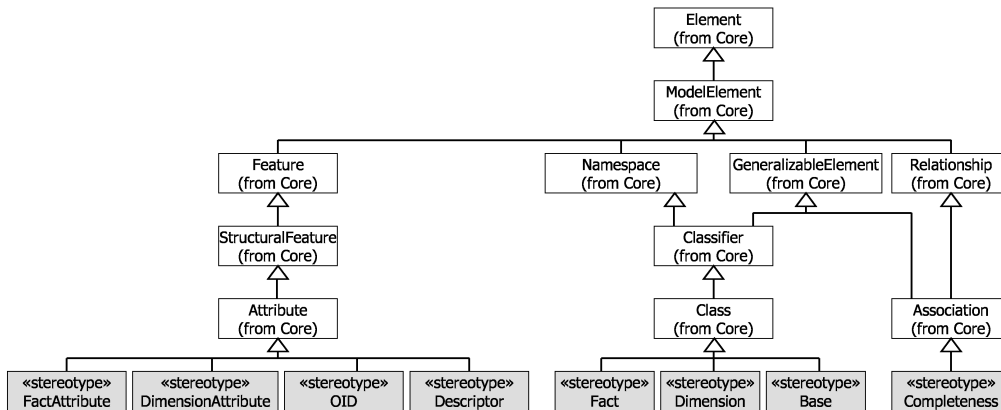 Element
(from Core)
ModelElement
(from Core)
Feature
(from Core)
Namespace
(from Core)
GeneralizableElement
(from Core)
Relationship
(from Core)
StructuralFeature
(from Core)
Classifier
(from Core)
Attribute
(from Core)
Class
(from Core)
Association
(from Core)
«stereotype»
FactAttribute
«stereotype»
DimensionAttribute
«stereotype»
OID
«stereotype»
Descriptor
«stereotype»
Fact
«stereotype»
Dimension
«stereotype»
Base
«stereotype»
Completeness